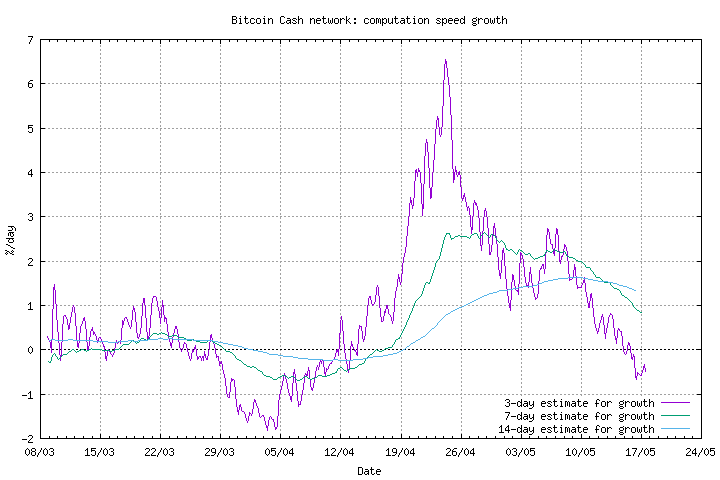 Bitcoin Cash network: computation speed growth
7
6
5
4
3
2
1
0
-1
-2
%/day
3-day estimate for growth
7-day estimate for growth
14-day estimate for growth
08/03 15/03 22/03 29/03 05/04 12/04 19/04 26/04 03/05 10/05 17/05 24/05
Date